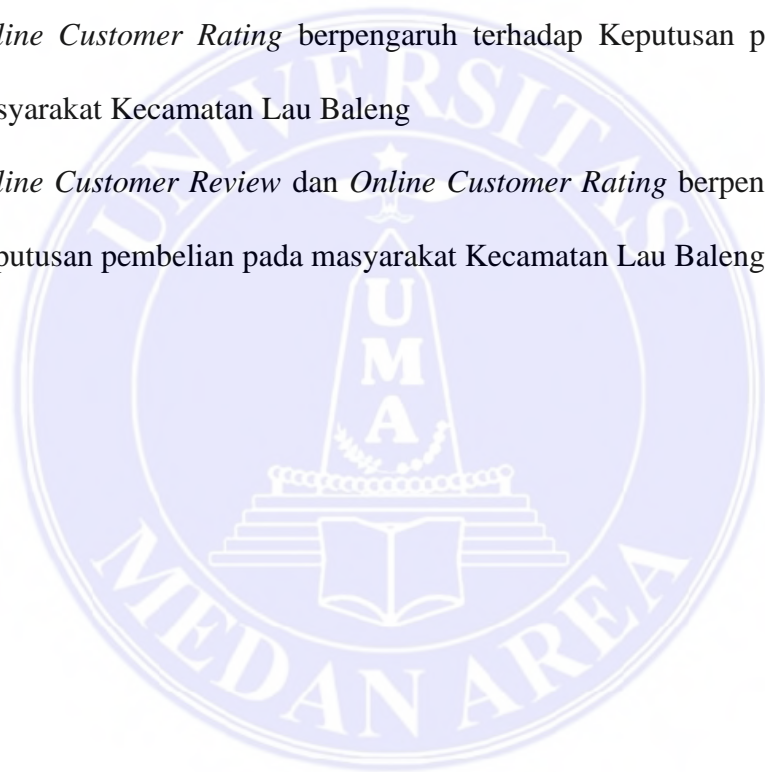 line Customer Rating berpengaruh terhadap Keputusan p
syarakat Kecamatan Lau Baleng
line Customer Review dan Online Customer Rating berpen
putusan pembelian pada masyarakat Kecamatan Lau Baleng
UNIVERSITAS
UMA
MEDAN AREA